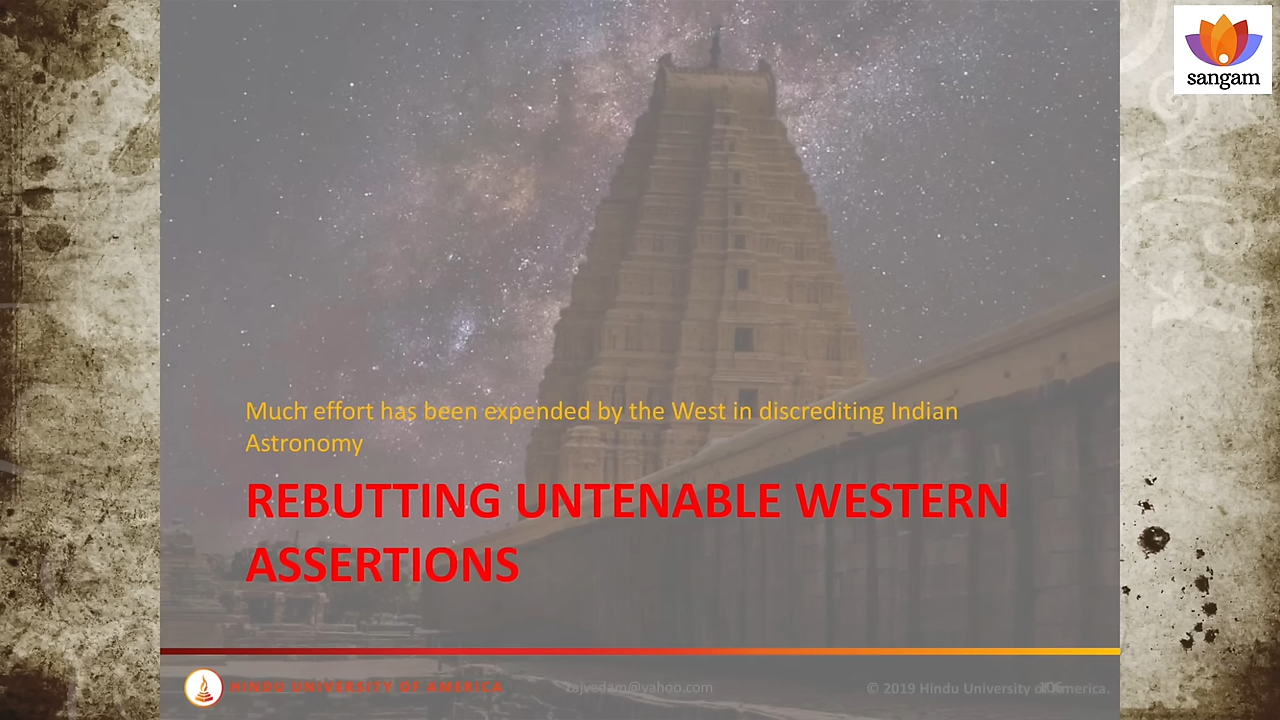 sangam
Much effort has been expended by the West in discrediting Indian
Astronomy
REBUTTING UNTENABLE WESTERN
ASSERTIONS
HINDU UNIVERSITY OF AMERICA
rajvedam@yahoo.com
© 2019 Hindu University of America.
106